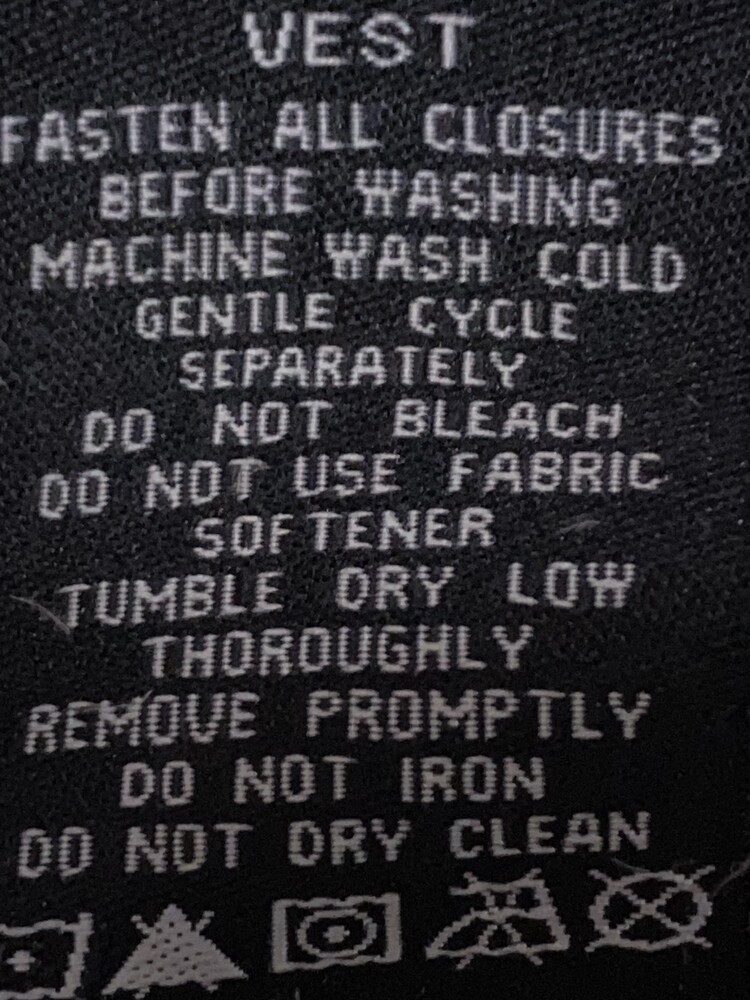 VEST
FASTEN ALL CLOSURES
BEFORE WASHING
MACHINE WASH COLD
GENTLE CYCLE
SEPARATELY
DO NOT BLEACH
DO NOT USE FABRIC
SOFTENER
TUMBLE DRY LOW
THOROUGHLY
REMOVE PROMPTLY
DO NOT IRON
DO NOT DRY CLEAN